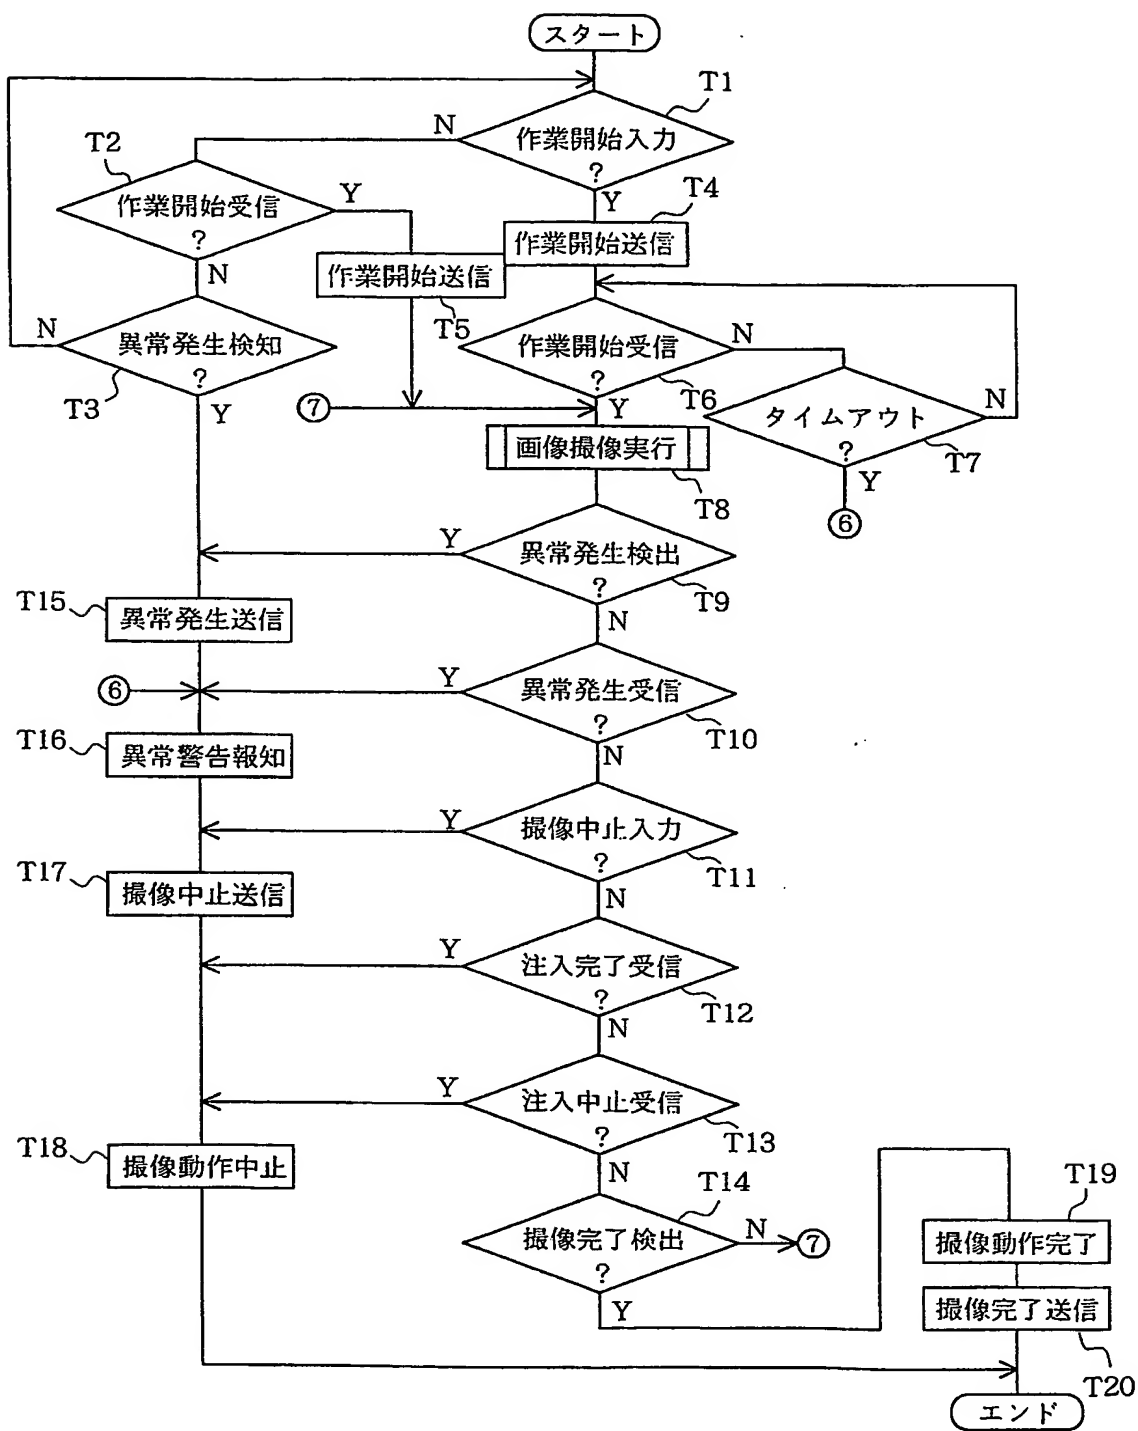 スタート
T1
作業開始入力
?
N
Y
T2
作業開始受信
?
Y
N
T4
作業開始送信
作業開始送信
T5
異常発生検知
?
N
Y
T3
作業開始受信
?
N
Y
T6
タイムアウト
?
N
Y
T7
⑥
⑦
画像撮像実行
T8
異常発生検出
?
Y
N
T9
T15
異常発生送信
⑥
異常発生受信
?
Y
N
T10
T16
異常警告報知
撮像中止入力
?
Y
N
T11
T17
撮像中止送信
注入完了受信
?
Y
N
T12
注入中止受信
?
Y
N
T13
T18
撮像動作中止
T14
撮像完了検出
?
N
⑦
Y
T19
撮像動作完了
撮像完了送信
T20
エンド